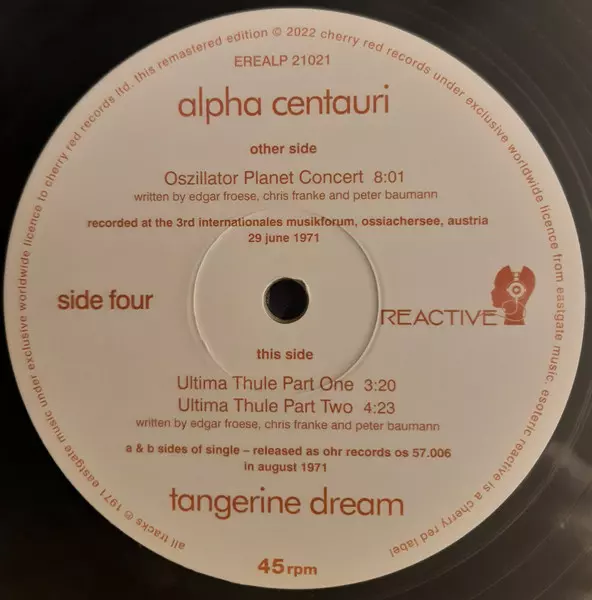 EREALP 21021
alpha centauri
other side
Oszillator Planet Concert 8:01
written by edgar froese, chris franke and peter baumann
recorded at the 3rd internationales musikforum, ossiachersee, austria
29 june 1971
side four
REACTIVE
this side
Ultima Thule Part One 3:20
Ultima Thule Part Two 4:23
written by edgar froese, chris franke and peter baumann
a & b sides of single – released as ohr records os 57.006
in august 1971
tangerine dream
45 rpm
all tracks ℗ 1971 eastgate music under exclusive worldwide licence to cherry red records ltd. this remastered edition © 2022 cherry red records under exclusive worldwide licence from eastgate music. esoteric reactive is a cherry red label